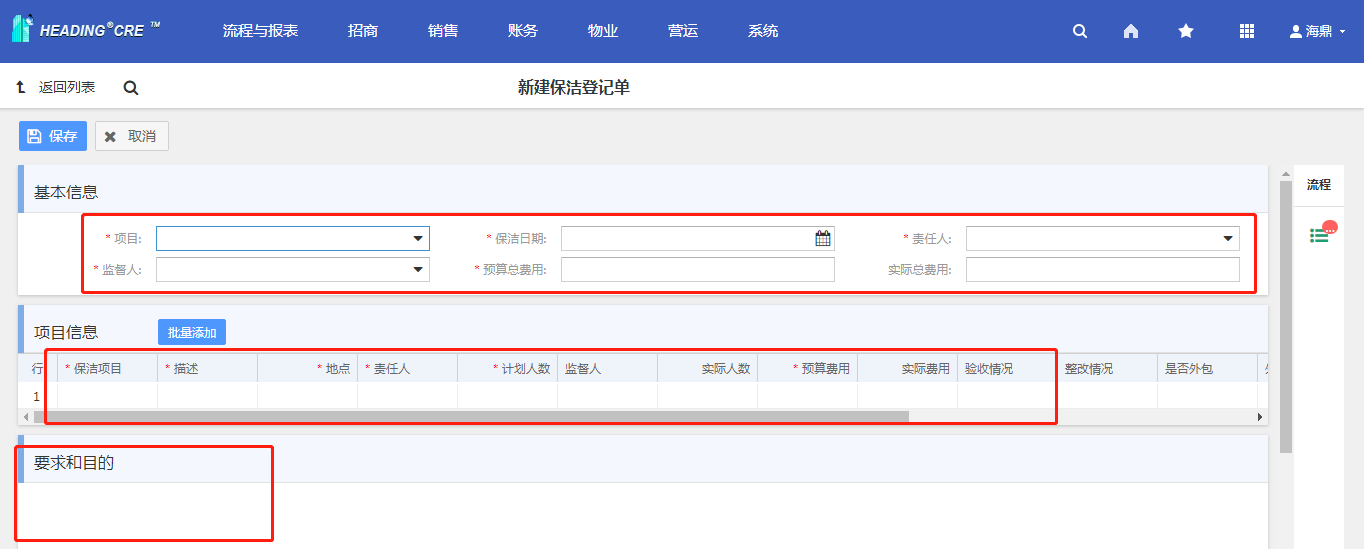 HEADING®CRE ™ 流程与报表 招商 销售 账务 物业 营运 系统 海鼎
返回列表 新建保洁登记单
保存 取消
基本信息
* 项目: * 保洁日期: * 责任人:
* 监督人: * 预算总费用: 实际总费用:
流程
项目信息 批量添加
行 * 保洁项目 * 描述 * 地点 * 责任人 * 计划人数 监督人 实际人数 * 预算费用 实际费用 验收情况 整改情况 是否外包
1
要求和目的